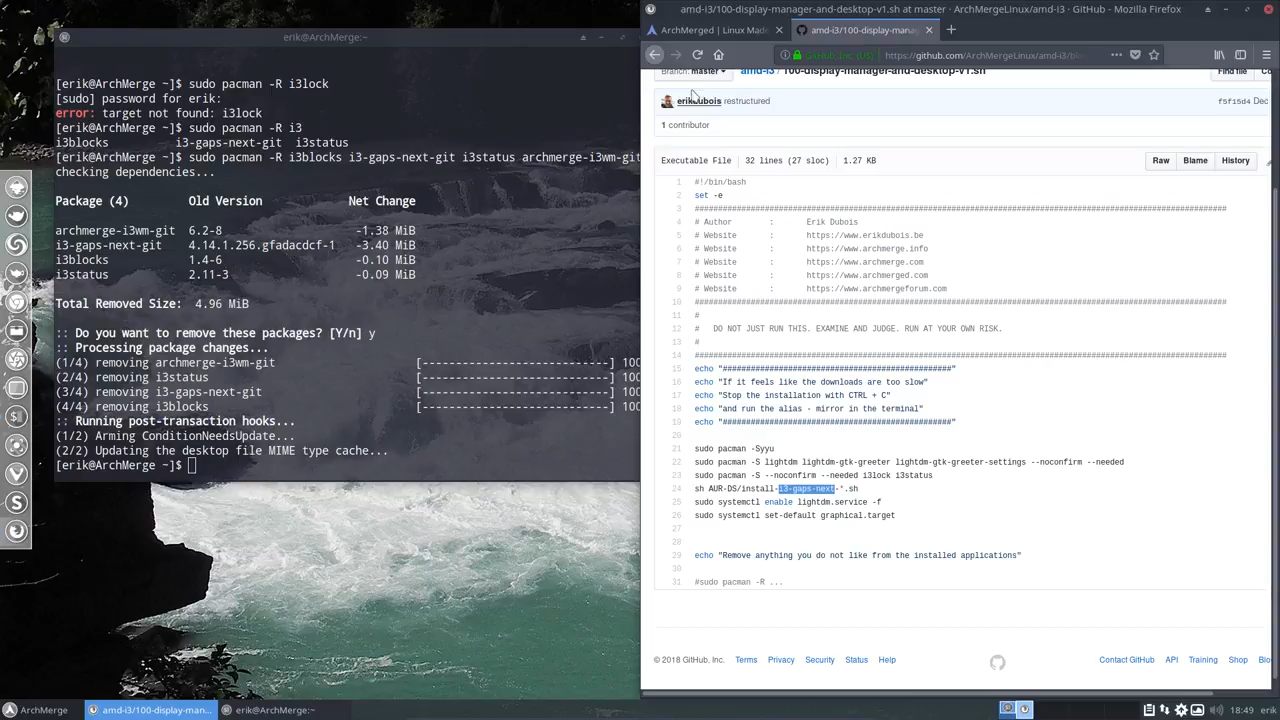 erik@ArchMerge:~
[erik@ArchMerge ~]$ sudo pacman -R i3lock
[sudo] password for erik:
error: target not found: i3lock
[erik@ArchMerge ~]$ sudo pacman -R i3
i3blocks i3-gaps-next-git i3status
[erik@ArchMerge ~]$ sudo pacman -R i3blocks i3-gaps-next-git i3status archmerge-i3wm-git
checking dependencies...
Package (4) Old Version Net Change
archmerge-i3wm-git 6.2-8 -1.38 MiB
i3-gaps-next-git 4.14.1.256.gfadacdcf-1 -3.40 MiB
i3blocks 1.4-6 -0.10 MiB
i3status 2.11-3 -0.09 MiB
Total Removed Size: 4.96 MiB
:: Do you want to remove these packages? [Y/n] y
:: Processing package changes...
(1/4) removing archmerge-i3wm-git [------------------------] 100
(2/4) removing i3status [------------------------] 100
(3/4) removing i3-gaps-next-git [------------------------] 100
(4/4) removing i3blocks [------------------------] 100
:: Running post-transaction hooks...
(1/2) Arming ConditionNeedsUpdate...
(2/2) Updating the desktop file MIME type cache...
[erik@ArchMerge ~]$
amd-i3/100-display-manager-and-desktop-v1.sh at master · ArchMergeLinux/amd-i3 · GitHub - Mozilla Firefox
ArchMerged | Linux Made
amd-i3/100-display-mana
GitHub, Inc. (US) https://github.com/ArchMergeLinux/amd-i3/blo
Branch: master amd-i3 / 100-display-manager-and-desktop-v1.sh Find file
erikdubois restructured f5f15d4 Dec
1 contributor
Executable File 32 lines (27 sloc) 1.27 KB Raw Blame History
1 #!/bin/bash
2 set -e
3 ##################################################################################################################
4 # Author : Erik Dubois
5 # Website : https://www.erikdubois.be
6 # Website : https://www.archmerge.info
7 # Website : https://www.archmerge.com
8 # Website : https://www.archmerged.com
9 # Website : https://www.archmergeforum.com
10 ##################################################################################################################
11 #
12 # DO NOT JUST RUN THIS. EXAMINE AND JUDGE. RUN AT YOUR OWN RISK.
13 #
14 ##################################################################################################################
15 echo "################################################"
16 echo "If it feels like the downloads are too slow"
17 echo "Stop the installation with CTRL + C"
18 echo "and run the alias - mirror in the terminal"
19 echo "################################################"
20
21 sudo pacman -Syyu
22 sudo pacman -S lightdm lightdm-gtk-greeter lightdm-gtk-greeter-settings --noconfirm --needed
23 sudo pacman -S --noconfirm --needed i3lock i3status
24 sh AUR-DS/install-i3-gaps-next-*.sh
25 sudo systemctl enable lightdm.service -f
26 sudo systemctl set-default graphical.target
27
28
29 echo "Remove anything you do not like from the installed applications"
30
31 #sudo pacman -R ...
© 2018 GitHub, Inc. Terms Privacy Security Status Help Contact GitHub API Training Shop Blo
ArchMerge amd-i3/100-display-man... erik@ArchMerge:~ 18:49 erik